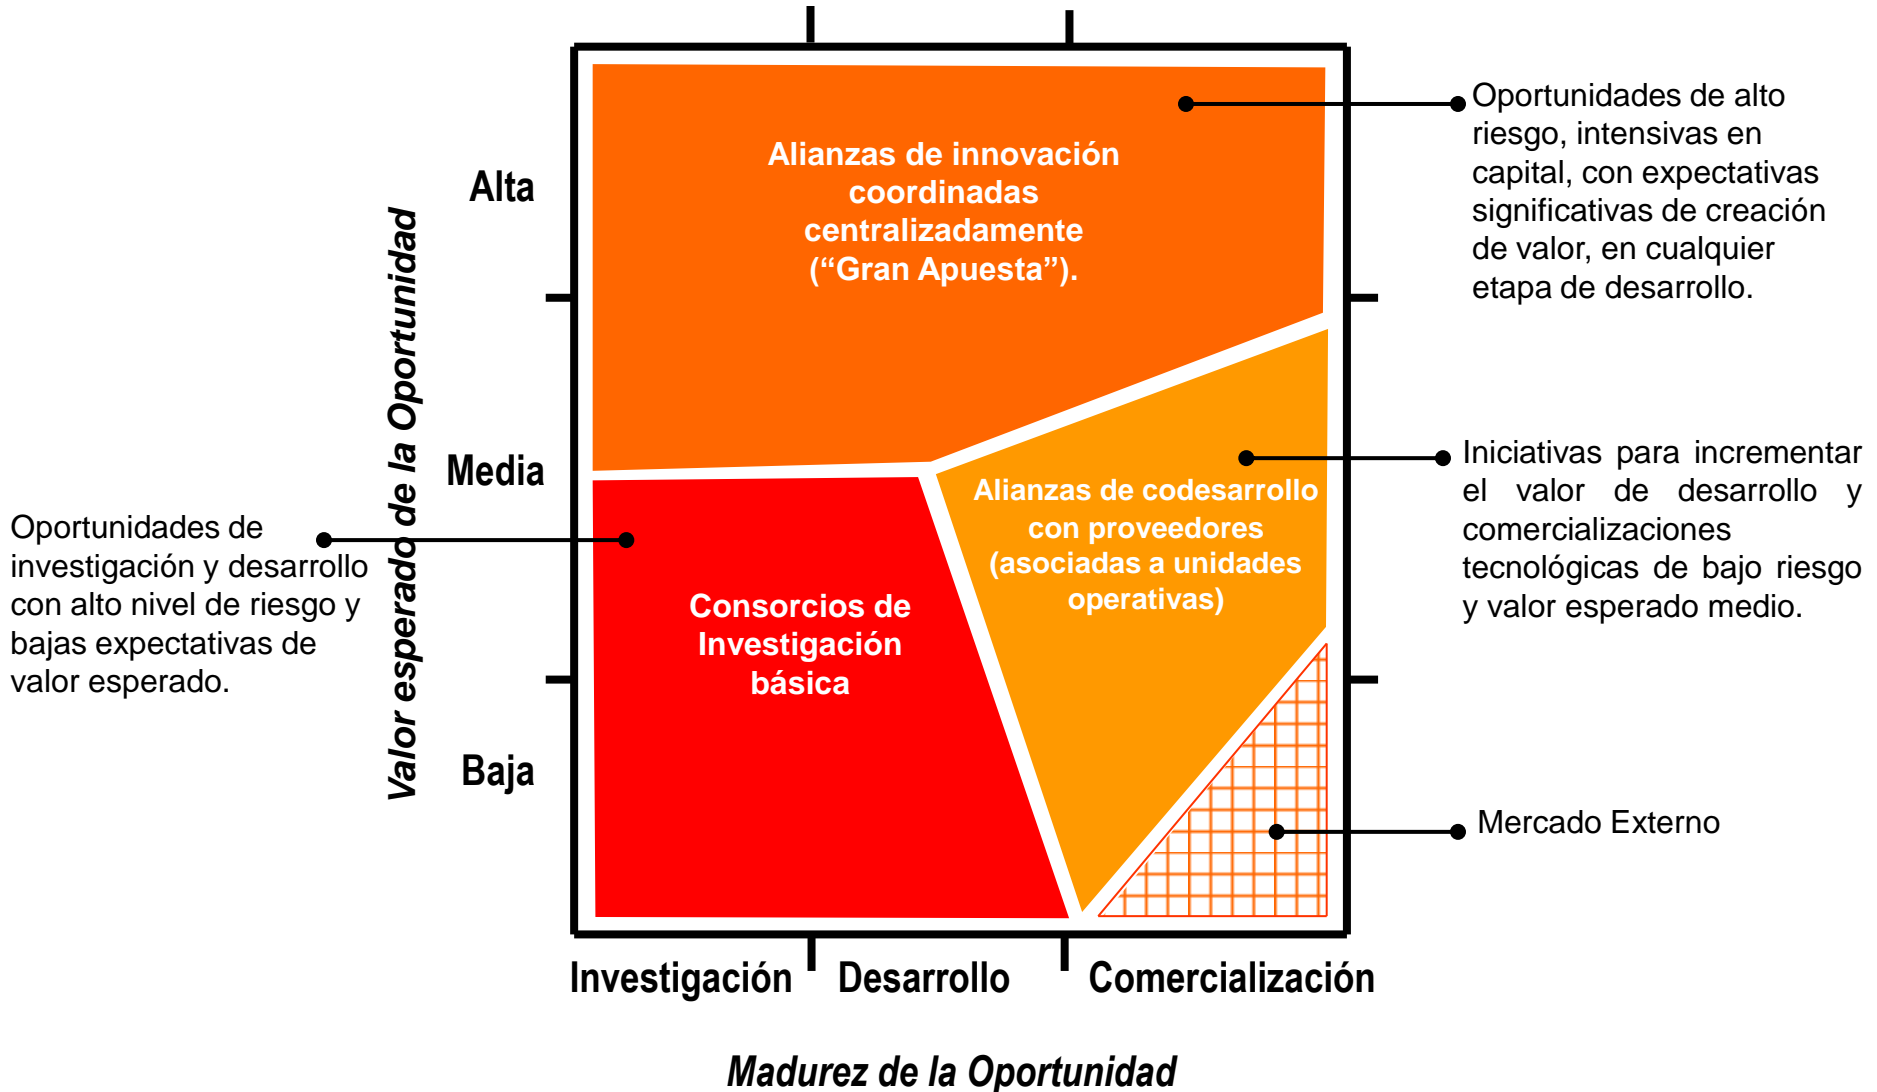 Alianzas de innovación
coordinadas
centralizadamente
(“Gran Apuesta”).
Oportunidades de alto
riesgo, intensivas en
capital, con expectativas
significativas de creación
de valor, en cualquier
etapa de desarrollo.
Alta
Media
Baja
Valor esperado de la Oportunidad
Oportunidades de
investigación y desarrollo
con alto nivel de riesgo y
bajas expectativas de
valor esperado.
Alianzas de codesarrollo
con proveedores
(asociadas a unidades
operativas)
Iniciativas para incrementar
el valor de desarrollo y
comercializaciones
tecnológicas de bajo riesgo
y valor esperado medio.
Consorcios de
Investigación
básica
Mercado Externo
Investigación
Desarrollo
Comercialización
Madurez de la Oportunidad